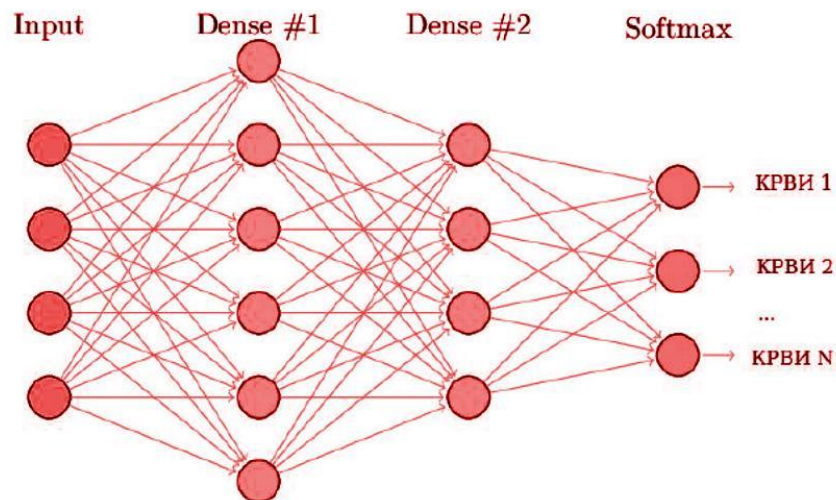 Input
Dense #1
Dense #2
Softmax
КРВИ 1
КРВИ 2
...
КРВИ N